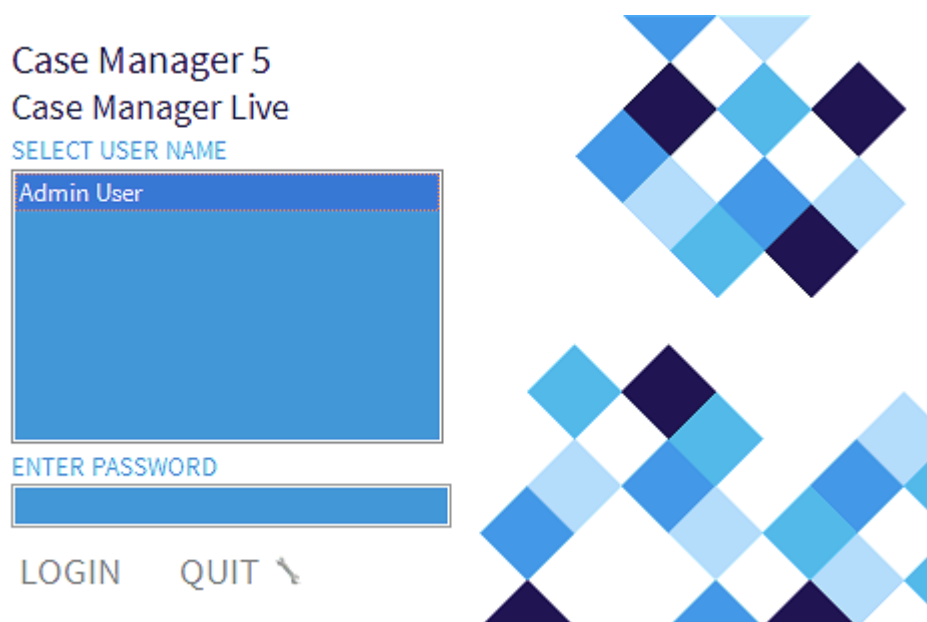 Case Manager 5
Case Manager Live
SELECT USER NAME
Admin User
ENTER PASSWORD
LOGIN QUIT